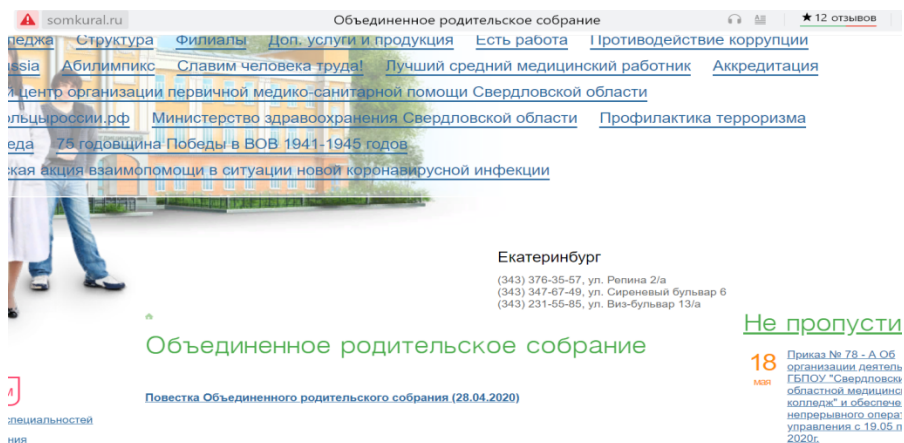 somkural.ru Объединенное родительское собрание ★ 12 отзывов
Структура Филиалы Доп. услуги и продукция Есть работа Противодействие коррупции
Абилимпикс Славим человека труда! Лучший средний медицинский работник Аккредитация
центр организации первичной медико-санитарной помощи Свердловской области
Министерство здравоохранения Свердловской области Профилактика терроризма
75 годовщина Победы в ВОВ 1941-1945 годов
акция взаимопомощи в ситуации новой коронавирусной инфекции
Екатеринбург
(343) 376-35-57, ул. Репина 2/а
(343) 347-67-49, ул. Сиреневый бульвар 6
(343) 231-55-85, ул. Виз-бульвар 13/а
Не пропусти
Объединенное родительское собрание
18
мая
Приказ № 78 - А Об
организации деятель
ГБПОУ "Свердловски
областной медицинс
колледж" и обеспече
непрерывного операт
управления с 19.05 п
2020г.
Повестка Объединенного родительского собрания (28.04.2020)
специальностей